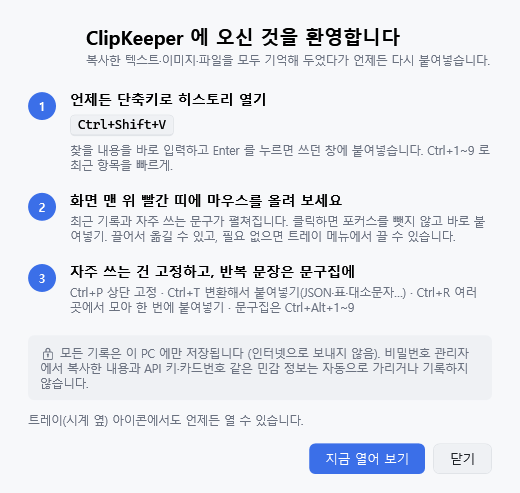 ClipKeeper 에 오신 것을 환영합니다
복사한 텍스트·이미지·파일을 모두 기억해 두었다가 언제든 다시 붙여넣습니다.
1
언제든 단축키로 히스토리 열기
Ctrl+Shift+V
찾을 내용을 바로 입력하고 Enter 를 누르면 쓰던 창에 붙여넣습니다. Ctrl+1~9 로
최근 항목을 빠르게.
2
화면 맨 위 빨간 띠에 마우스를 올려 보세요
최근 기록과 자주 쓰는 문구가 펼쳐집니다. 클릭하면 포커스를 뺏지 않고 바로 붙
여넣기. 끌어서 옮길 수 있고, 필요 없으면 트레이 메뉴에서 끌 수 있습니다.
3
자주 쓰는 건 고정하고, 반복 문장은 문구집에
Ctrl+P 상단 고정 · Ctrl+T 변환해서 붙여넣기(JSON·표·대소문자…) · Ctrl+R 여러
곳에서 모아 한 번에 붙여넣기 · 문구집은 Ctrl+Alt+1~9
모든 기록은 이 PC 에만 저장됩니다 (인터넷으로 보내지 않음). 비밀번호 관리자
에서 복사한 내용과 API 키·카드번호 같은 민감 정보는 자동으로 가리거나 기록하지
않습니다.
트레이(시계 옆) 아이콘에서도 언제든 열 수 있습니다.
지금 열어 보기
닫기